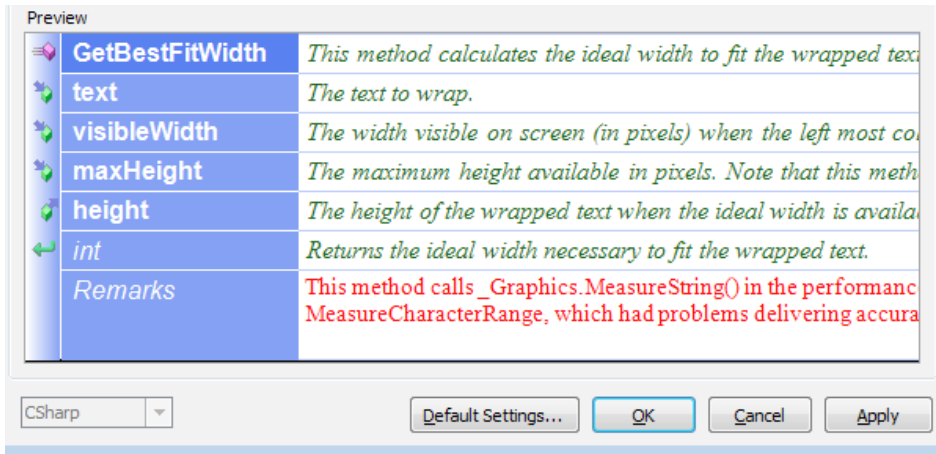 Preview
GetBestFitWidth This method calculates the ideal width to fit the wrapped tex
text The text to wrap.
visibleWidth The width visible on screen (in pixels) when the left most co
maxHeight The maximum height available in pixels. Note that this meth
height The height of the wrapped text when the ideal width is availa
int Returns the ideal width necessary to fit the wrapped text.
Remarks This method calls _Graphics.MeasureString() in the performance
MeasureCharacterRange, which had problems delivering accura
CSharp Default Settings... OK Cancel Apply